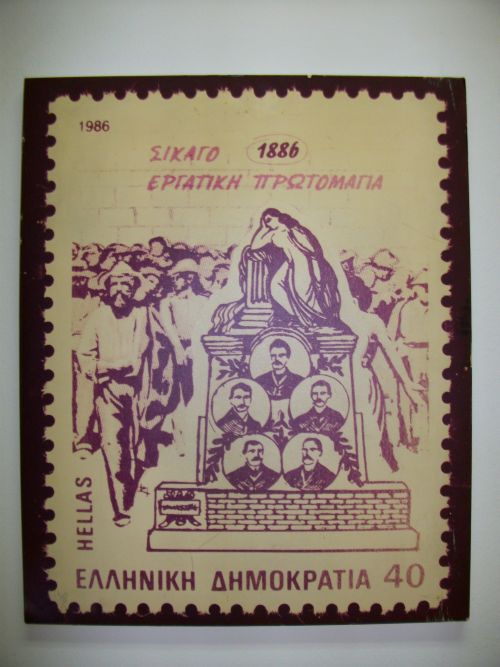 1986
ΣΙΚΑΓΟ 1886
ΕΡΓΑΤΙΚΗ ΠΡΩΤΟΜΑΓΙΑ
HELLAS
ΕΛΛΗΝΙΚΗ ΔΗΜΟΚΡΑΤΙΑ 40